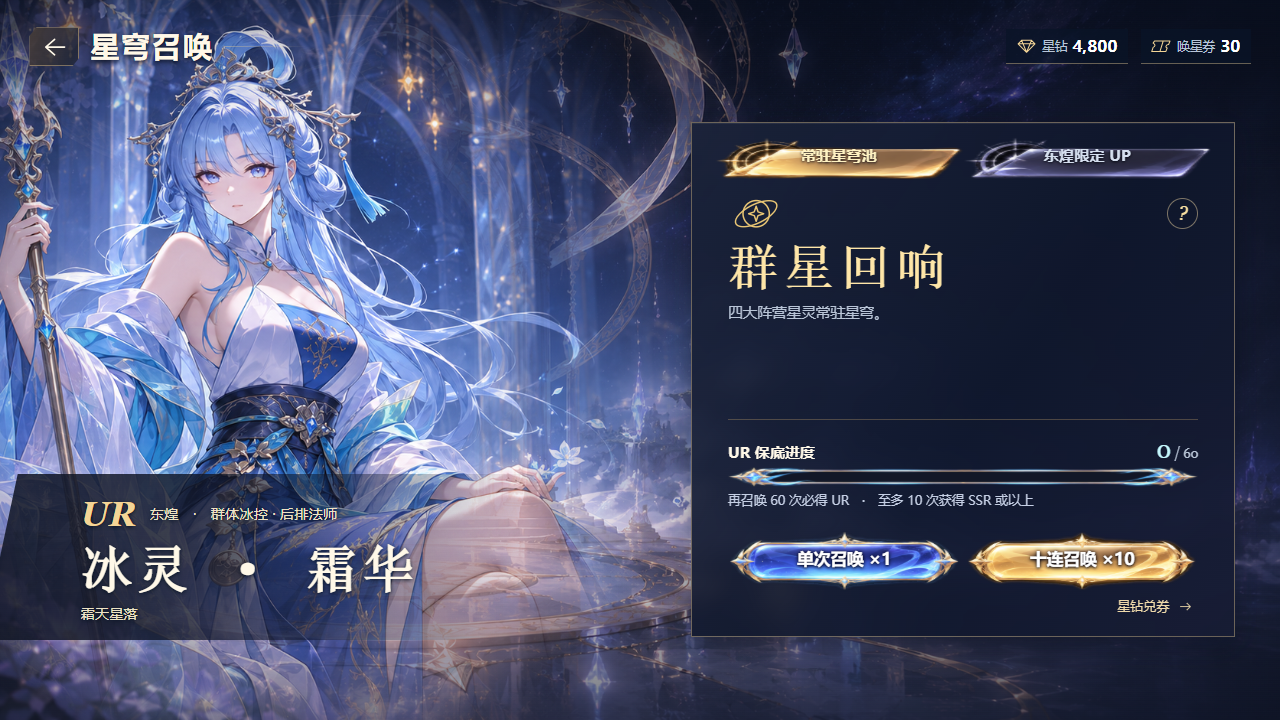 星穹召唤
星钻 4,800
唤星券 30
常驻星穹池
东煌限定 UP
?
群星回响
四大阵营星灵常驻星穹。
UR 保底进度
0 / 60
再召唤 60 次必得 UR · 至多 10 次获得 SSR 或以上
单次召唤 ×1
十连召唤 ×10
星钻兑券 →
UR 东煌 · 群体冰控 · 后排法师
冰灵 · 霜华
霜天星落